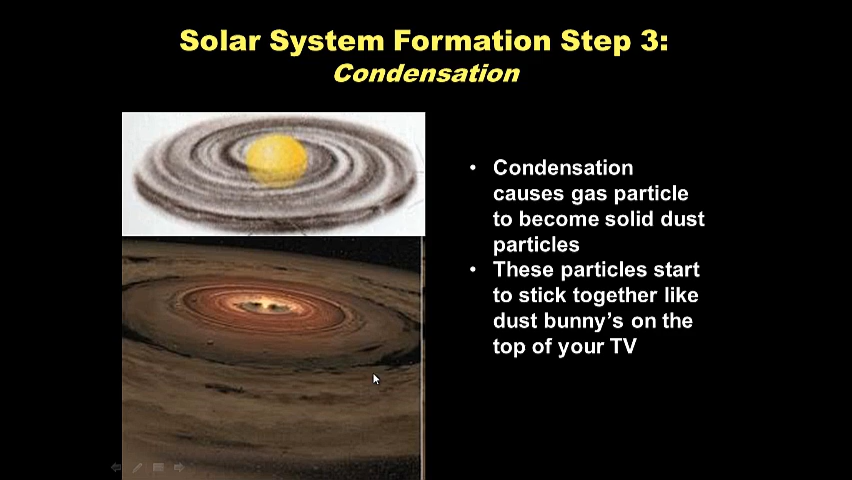 Solar System Formation Step 3:
Condensation
• Condensation
causes gas particle
to become solid dust
particles
• These particles start
to stick together like
dust bunny's on the
top of your TV